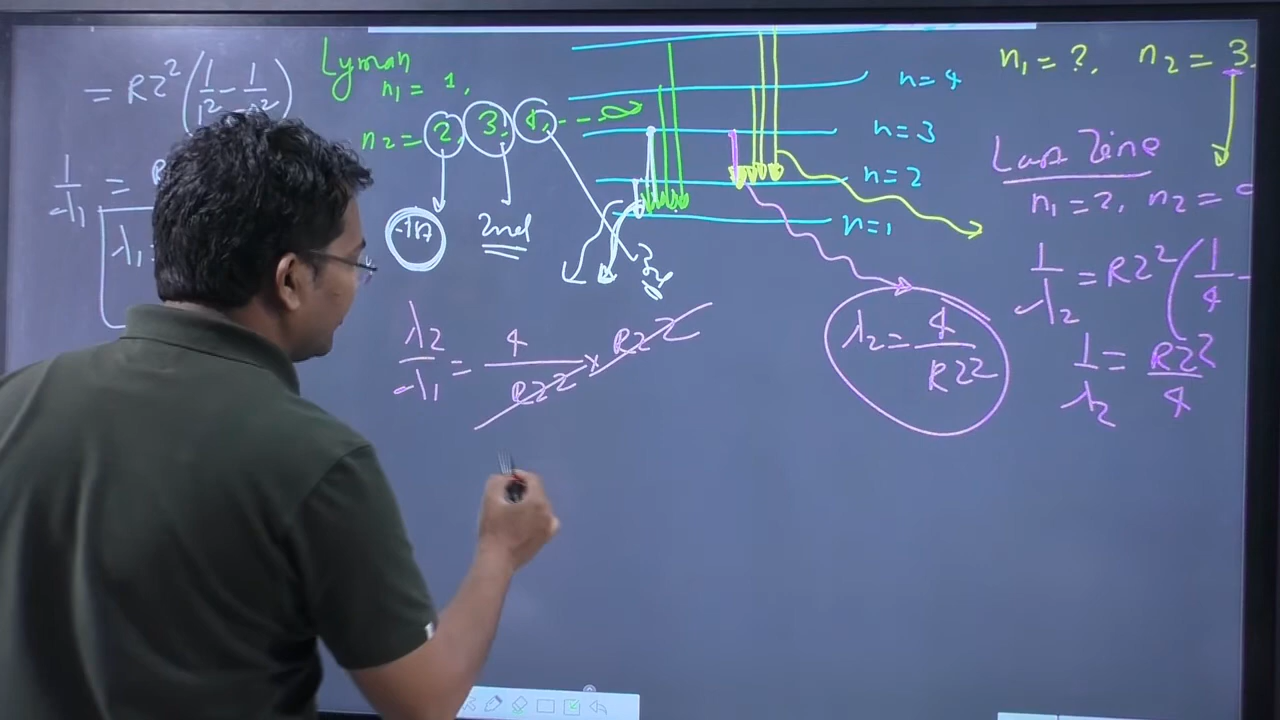 = RZ² (1/1² - 1/ ²)
1/λ₁ = R
λ₁ =
Lyman
n₁ = 1,
n₂ = 2, 3, 4,
1st 2nd
λ₂/λ₁ = 4/RZ² × RZ²
n = 4
n = 3
n = 2
n = 1
λ₂ = 4/RZ²
n₁ = ?, n₂ = 3
Last Line
n₁ = 2, n₂ =
1/λ₂ = RZ² (1/4 -
1/λ₂ = RZ²/4